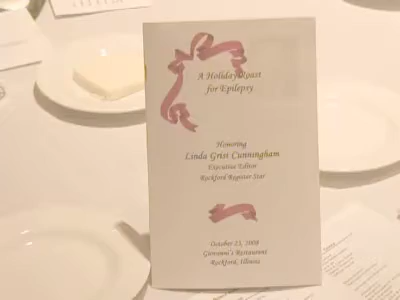 A Holiday Roast
for Epilepsy
Honoring
Linda Grist Cunningham
Executive Editor
Rockford Register Star
October 23, 2008
Giovanni's Restaurant
Rockford, Illinois